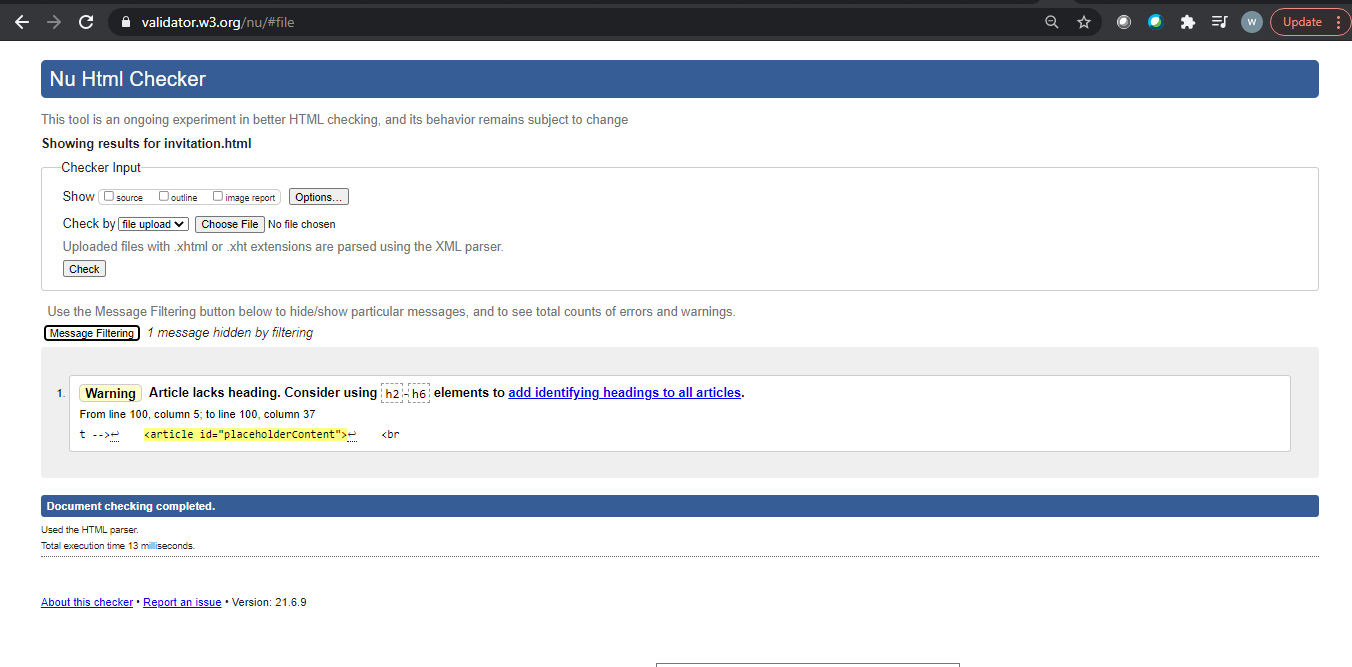 validator.w3.org/nu/#file
W
Update
Nu Html Checker
This tool is an ongoing experiment in better HTML checking, and its behavior remains subject to change
Showing results for invitation.html
Checker Input
Show source outline image report Options...
Check by file upload Choose File No file chosen
Uploaded files with .xhtml or .xht extensions are parsed using the XML parser.
Check
Use the Message Filtering button below to hide/show particular messages, and to see total counts of errors and warnings.
Message Filtering 1 message hidden by filtering
1. Warning Article lacks heading. Consider using h2-h6 elements to add identifying headings to all articles.
From line 100, column 5; to line 100, column 37
t -->↩ <article id="placeholderContent">↩ <br
Document checking completed.
Used the HTML parser.
Total execution time 13 milliseconds.
About this checker • Report an issue • Version: 21.6.9